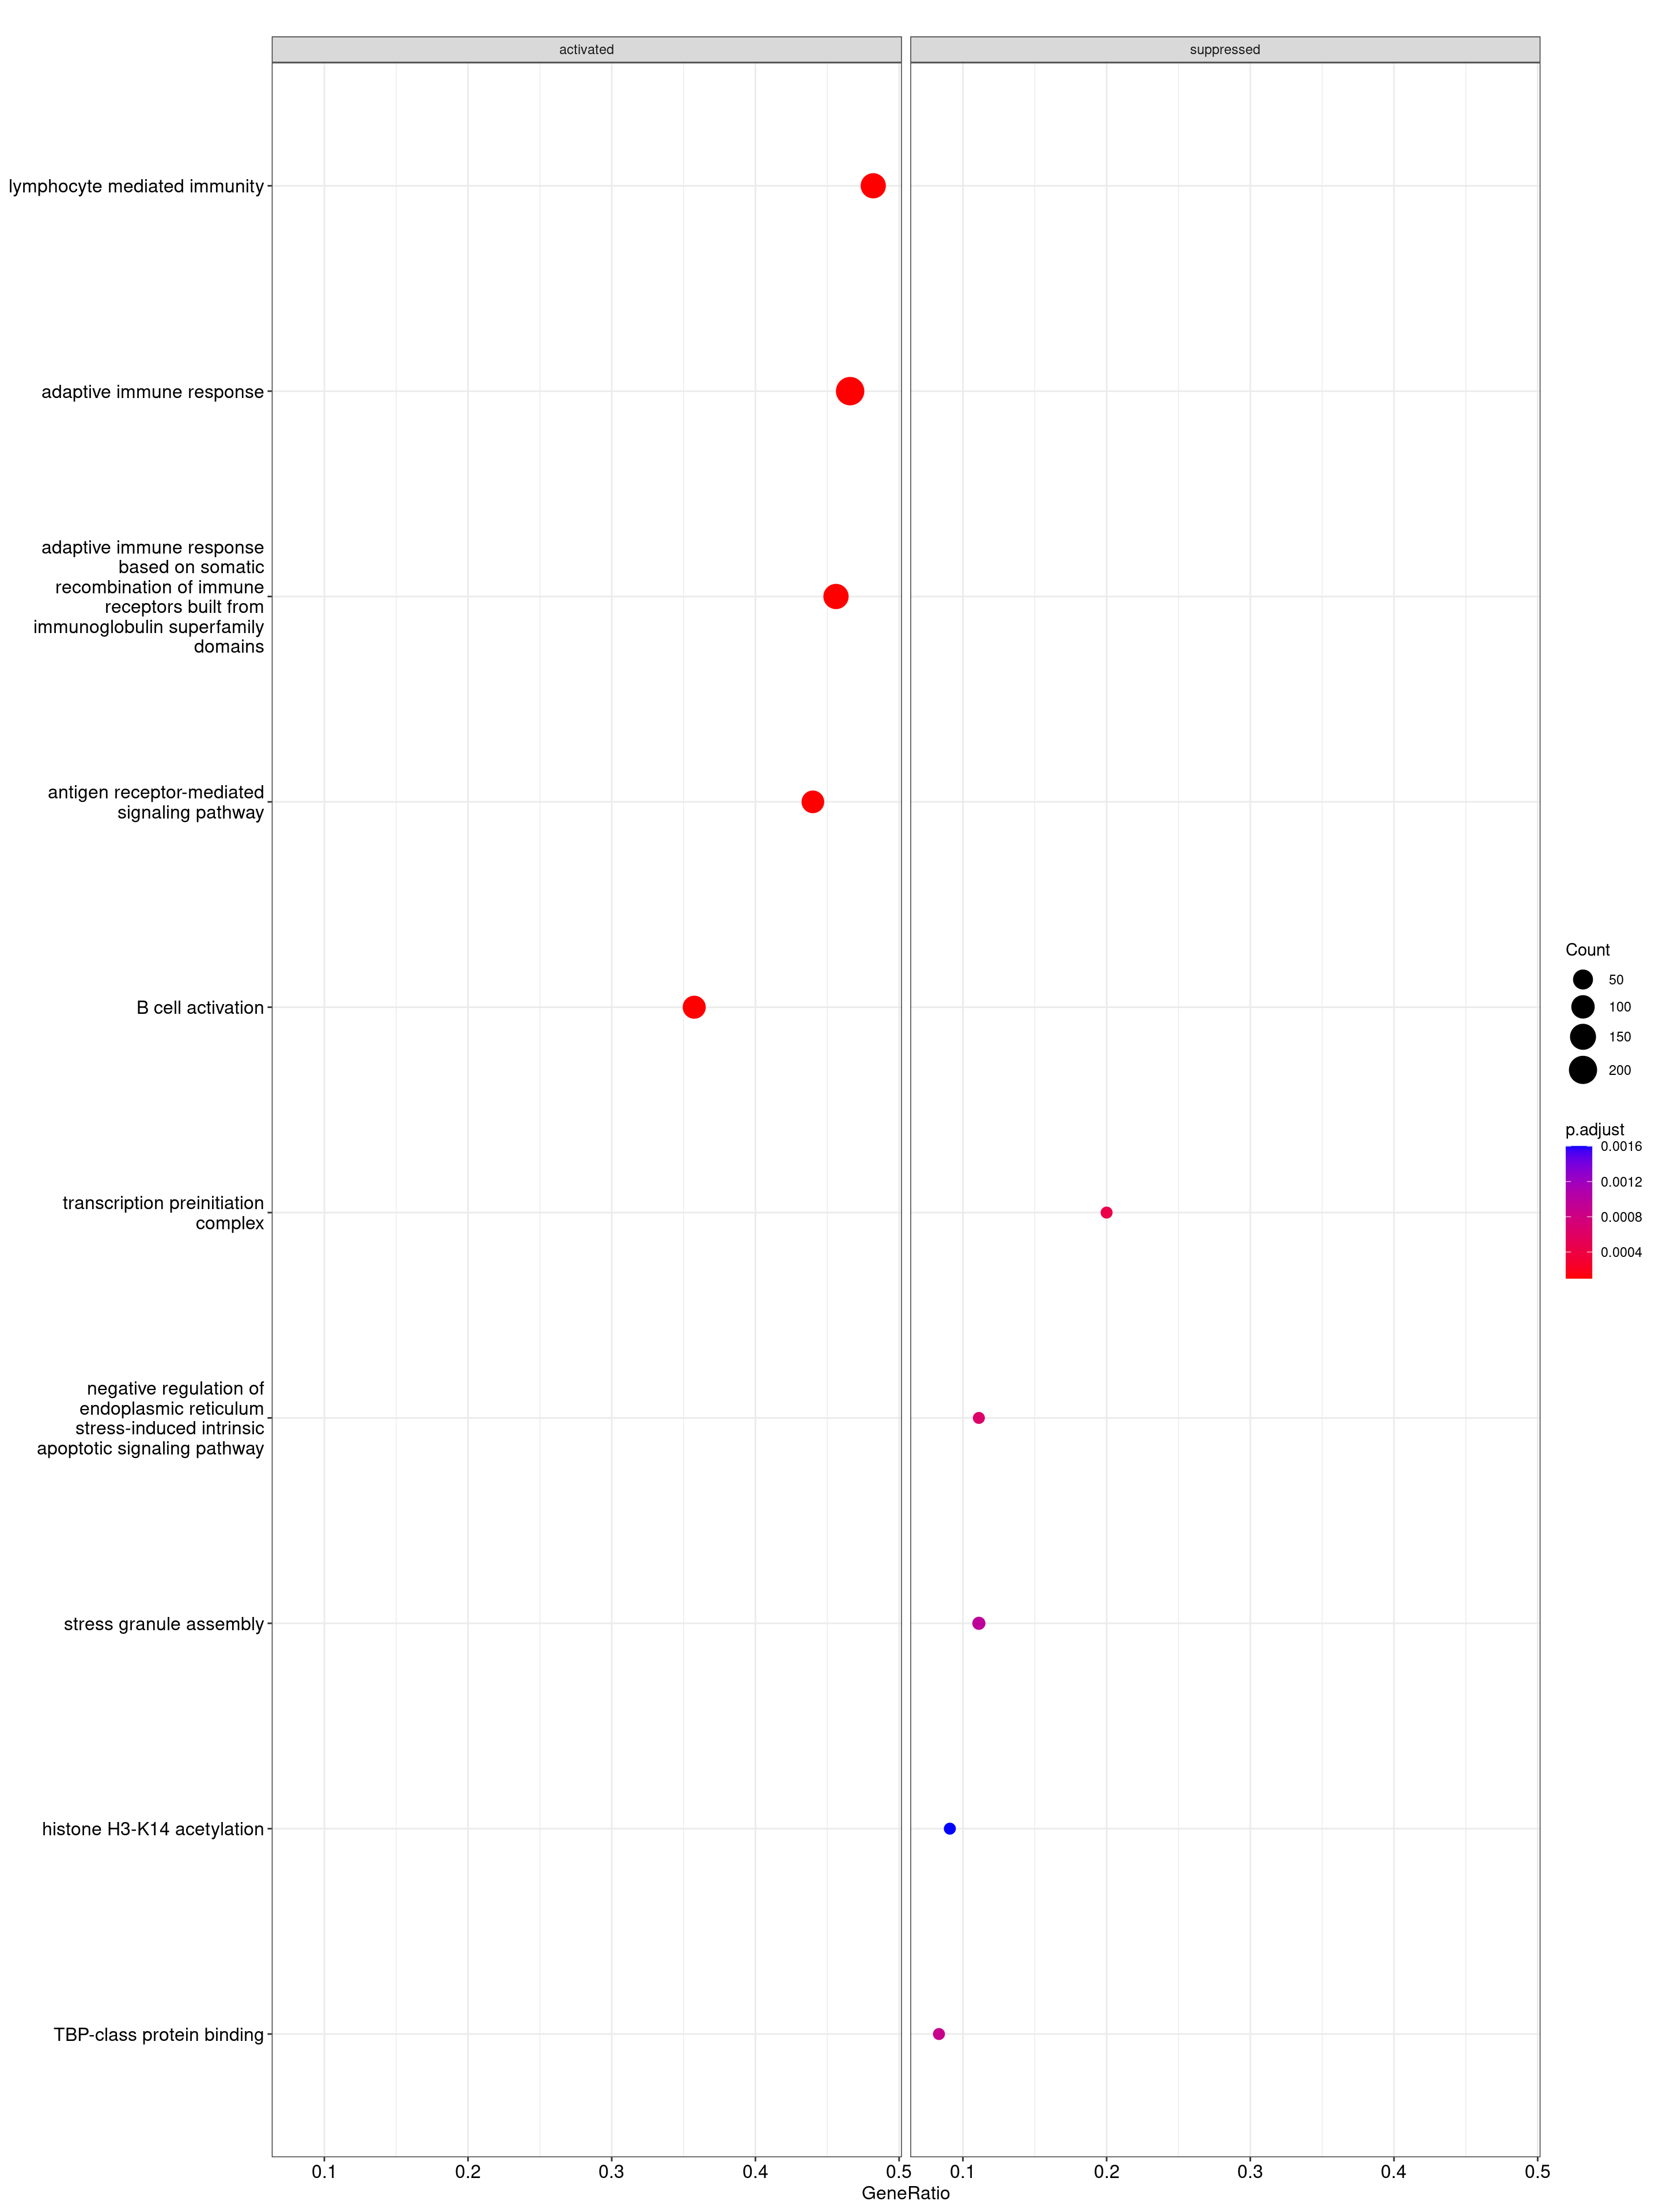 activated
suppressed
lymphocyte mediated immunity
adaptive immune response
adaptive immune response
based on somatic
recombination of immune
receptors built from
immunoglobulin superfamily
domains
antigen receptor-mediated
signaling pathway
B cell activation
transcription preinitiation
complex
negative regulation of
endoplasmic reticulum
stress-induced intrinsic
apoptotic signaling pathway
stress granule assembly
histone H3-K14 acetylation
TBP-class protein binding
0.1 0.2 0.3 0.4 0.5
0.1 0.2 0.3 0.4 0.5
GeneRatio
Count
50
100
150
200
p.adjust
0.0016
0.0012
0.0008
0.0004